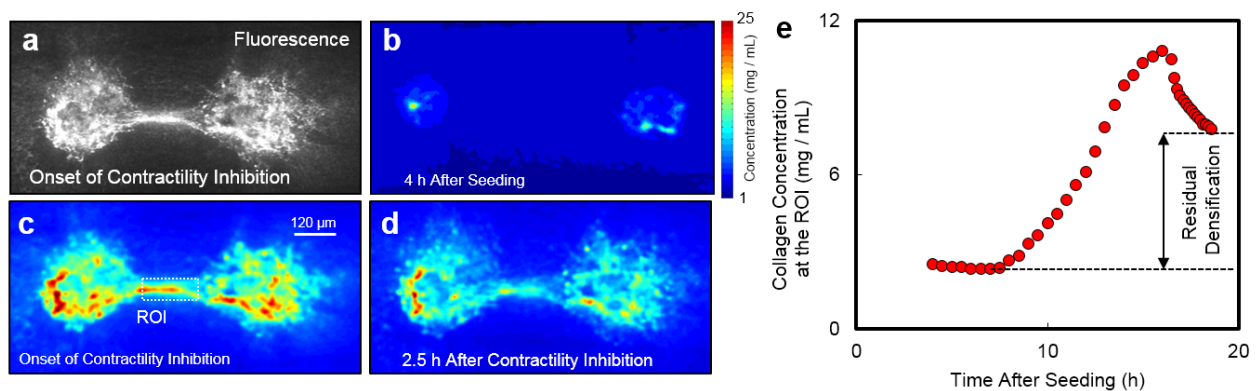 a
Fluorescence
Onset of Contractility Inhibition
b
4 h After Seeding
25
Concentration (mg / mL)
1
c
120 µm
ROI
Onset of Contractility Inhibition
d
2.5 h After Contractility Inhibition
e
12
6
0
Collagen Concentration
at the ROI (mg / mL)
Residual
Densification
0
10
20
Time After Seeding (h)